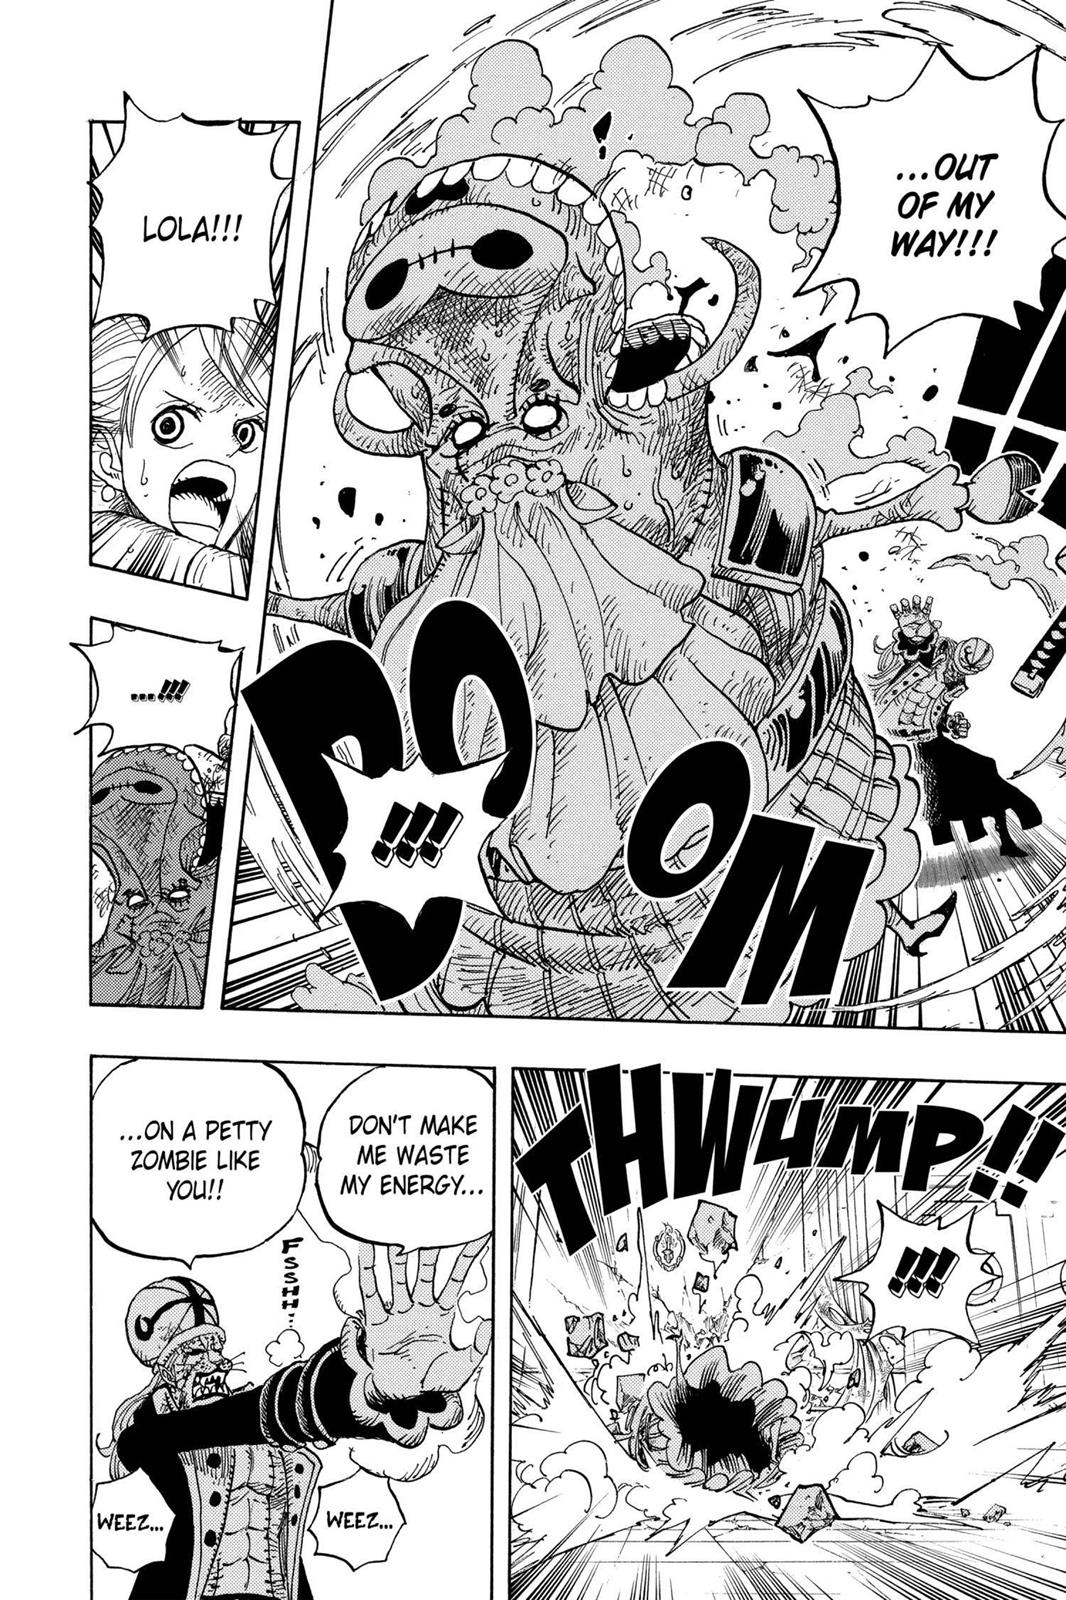 ...OUT
OF MY
WAY!!!
BOOM
!!!
LOLA!!!
...!!!
THWUMP!!
!!!
DON'T MAKE
ME WASTE
MY ENERGY...
...ON A PETTY
ZOMBIE LIKE
YOU!!
FSSHH...
WEEZ...
WEEZ...